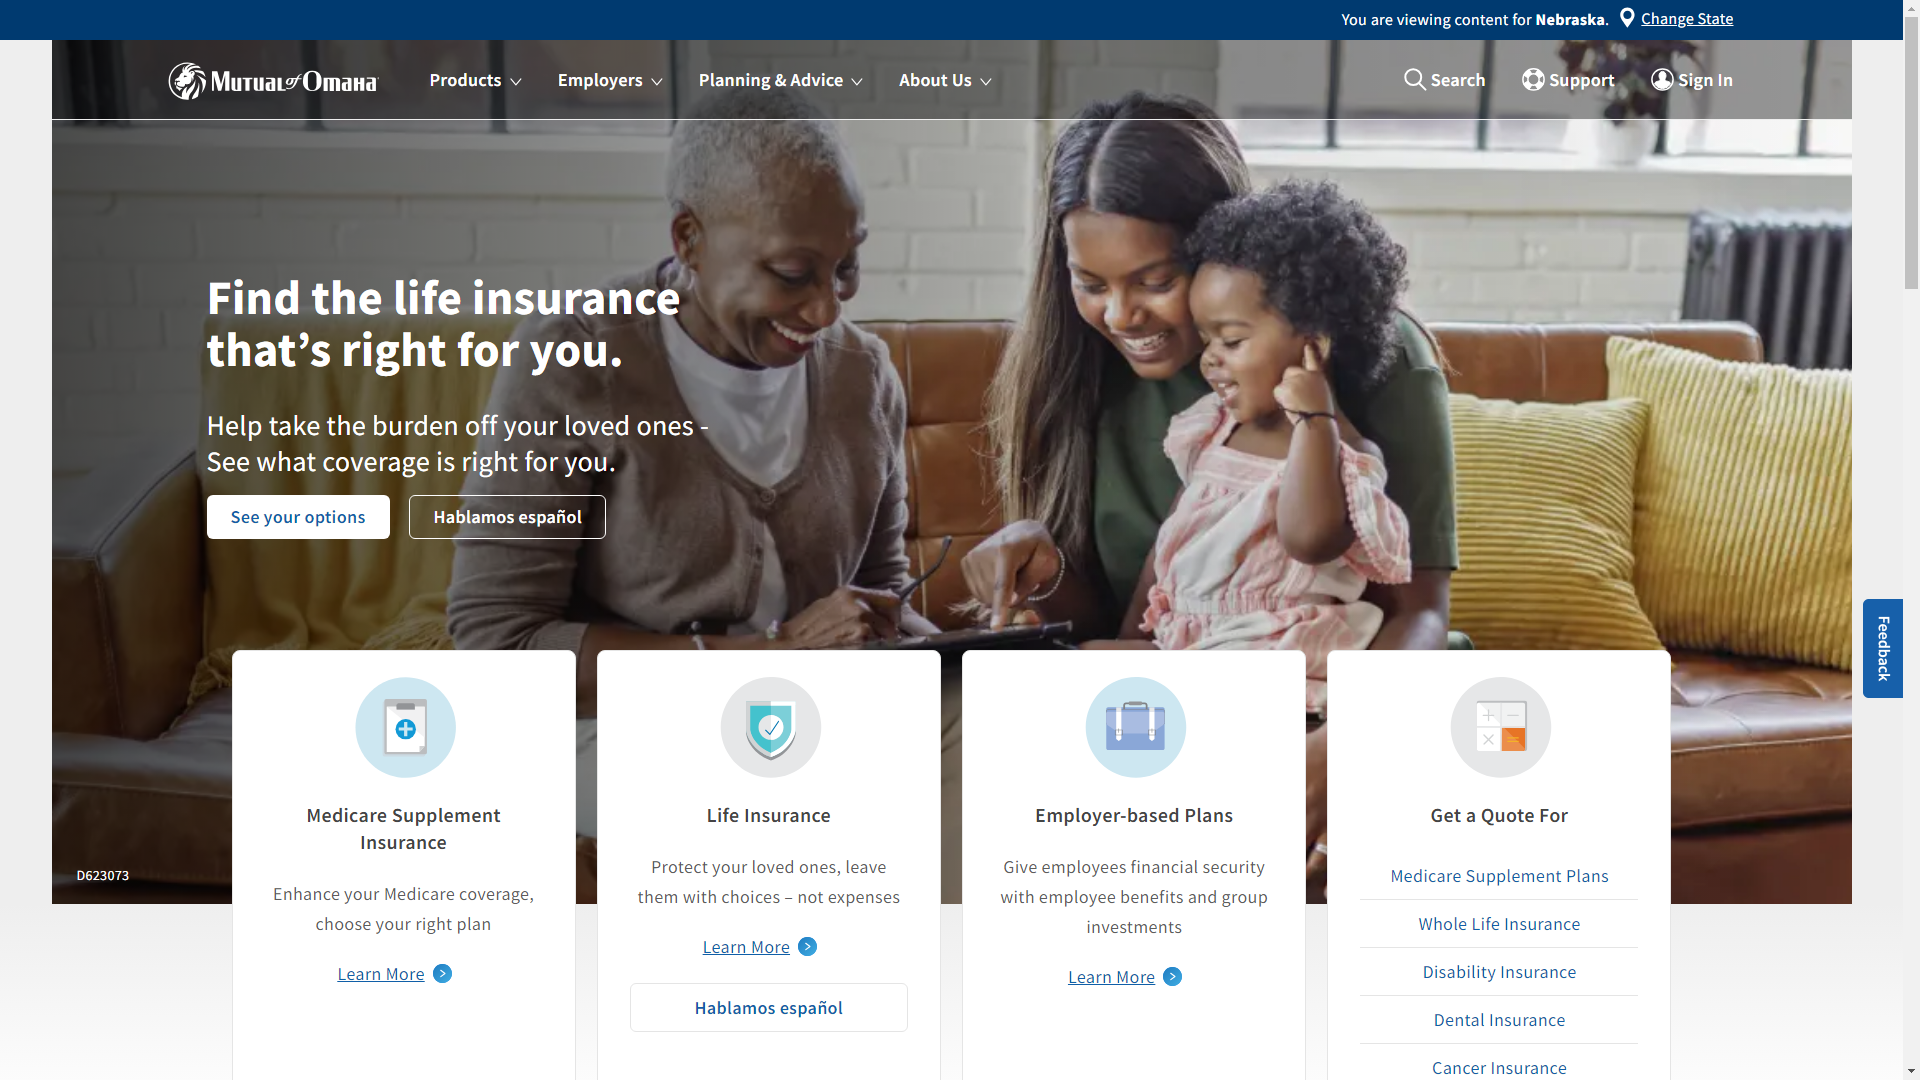 You are viewing content for Nebraska. Change State
Mutual of Omaha
Products
Employers
Planning & Advice
About Us
Search
Support
Sign In
Find the life insurance
that’s right for you.
Help take the burden off your loved ones -
See what coverage is right for you.
See your options
Hablamos español
Feedback
D623073
Medicare Supplement
Insurance
Enhance your Medicare coverage,
choose your right plan
Learn More
Life Insurance
Protect your loved ones, leave
them with choices – not expenses
Learn More
Hablamos español
Employer-based Plans
Give employees financial security
with employee benefits and group
investments
Learn More
Get a Quote For
Medicare Supplement Plans
Whole Life Insurance
Disability Insurance
Dental Insurance
Cancer Insurance